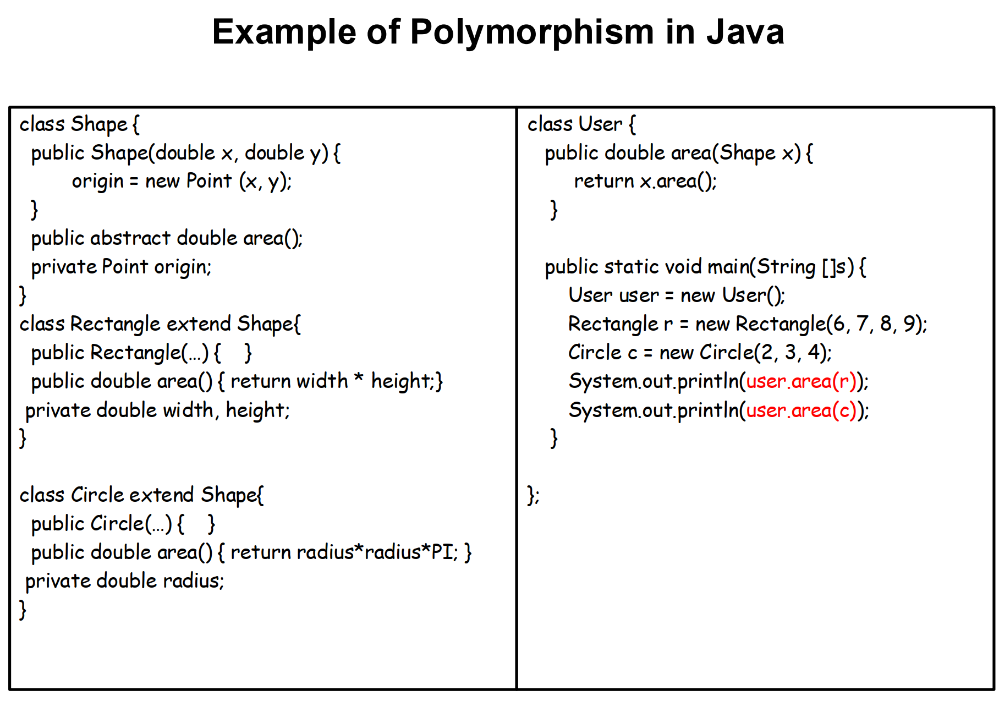 Example of Polymorphism in Java
class Shape {
public Shape(double x, double y) {
origin = new Point (x, y);
}
public abstract double area();
private Point origin;
}
class Rectangle extend Shape{
public Rectangle(...) { }
public double area() { return width * height;}
private double width, height;
}
class Circle extend Shape{
public Circle(...) { }
public double area() { return radius*radius*PI; }
private double radius;
}
class User {
public double area(Shape x) {
return x.area();
}
public static void main(String []s) {
User user = new User();
Rectangle r = new Rectangle(6, 7, 8, 9);
Circle c = new Circle(2, 3, 4);
System.out.println(user.area(r));
System.out.println(user.area(c));
}
};